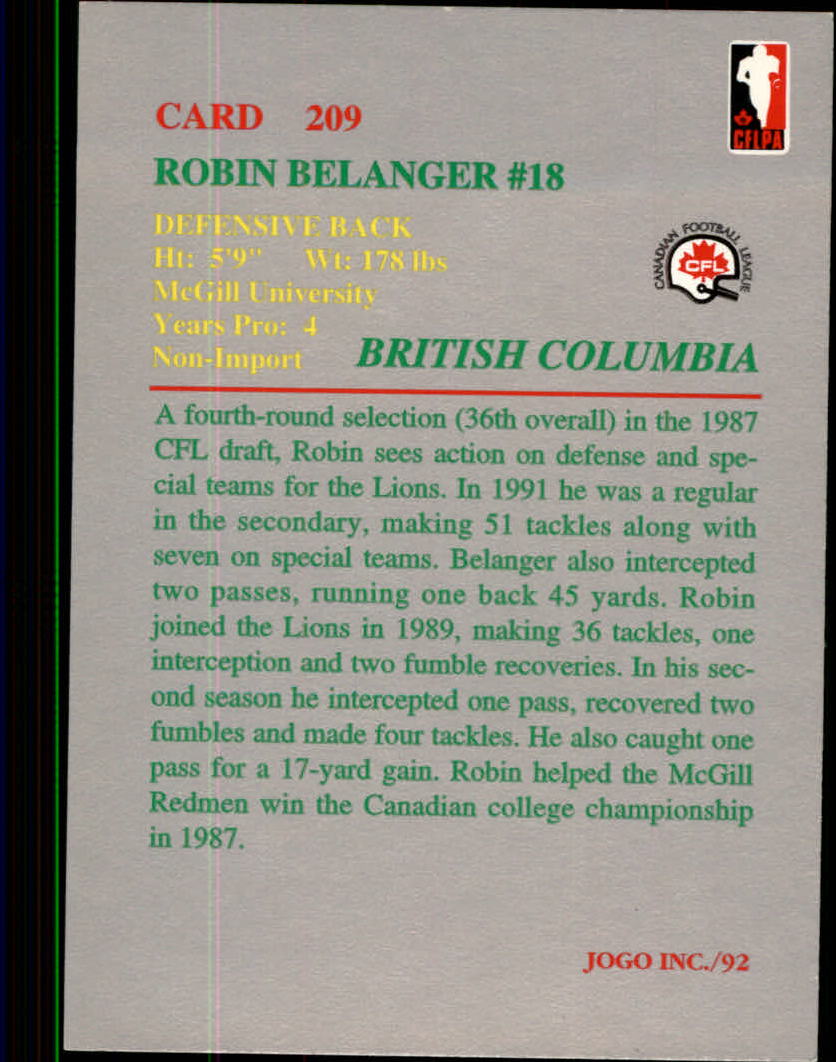 CARD 209
CFLPA
ROBIN BELANGER #18
DEFENSIVE BACK
Ht: 5'9" Wt: 178 lbs
McGill University
Years Pro: 4
Non-Import
CANADIAN FOOTBALL LEAGUE
CFL
BRITISH COLUMBIA
A fourth-round selection (36th overall) in the 1987
CFL draft, Robin sees action on defense and spe-
cial teams for the Lions. In 1991 he was a regular
in the secondary, making 51 tackles along with
seven on special teams. Belanger also intercepted
two passes, running one back 45 yards. Robin
joined the Lions in 1989, making 36 tackles, one
interception and two fumble recoveries. In his sec-
ond season he intercepted one pass, recovered two
fumbles and made four tackles. He also caught one
pass for a 17-yard gain. Robin helped the McGill
Redmen win the Canadian college championship
in 1987.
JOGO INC./92